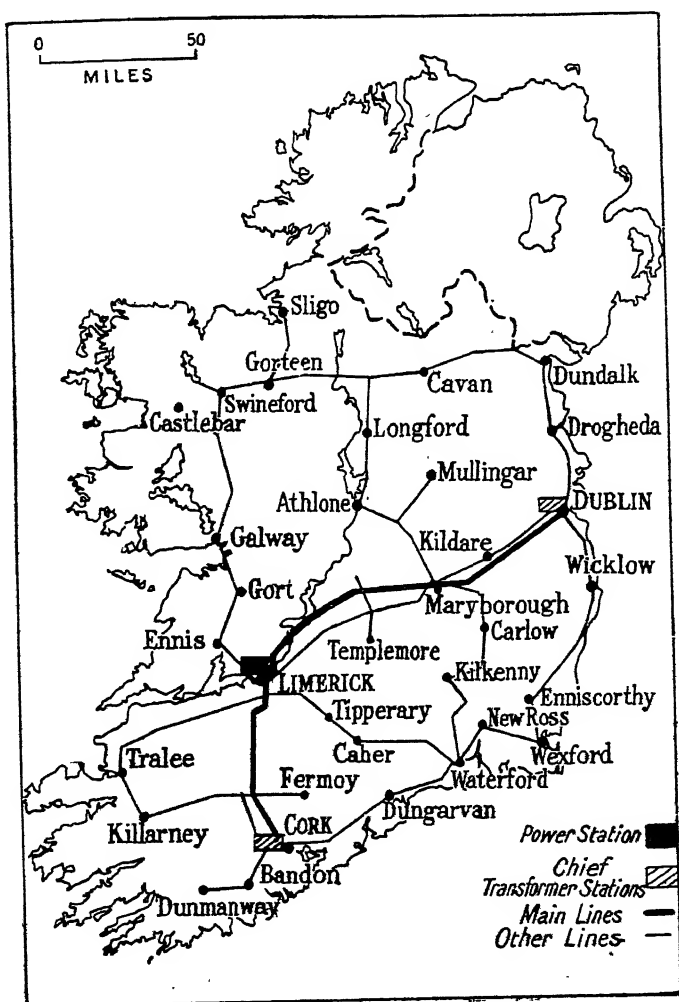 0 50
MILES
Sligo
Gorteen
Cavan
Dundalk
Swineford
Castlebar
Longford
Drogheda
Mullingar
Athlone
DUBLIN
Galway
Kildare
Wicklow
Gort
Maryborough
Ennis
Carlow
Templemore
Kilkenny
LIMERICK
Enniscorthy
Tipperary
New Ross
Tralee
Caher
Wexford
Waterford
Fermoy
Dungarvan
Killarney
CORK
Power Station
Bandon
Chief
Transformer Stations
Dunmanway
Main Lines
Other Lines